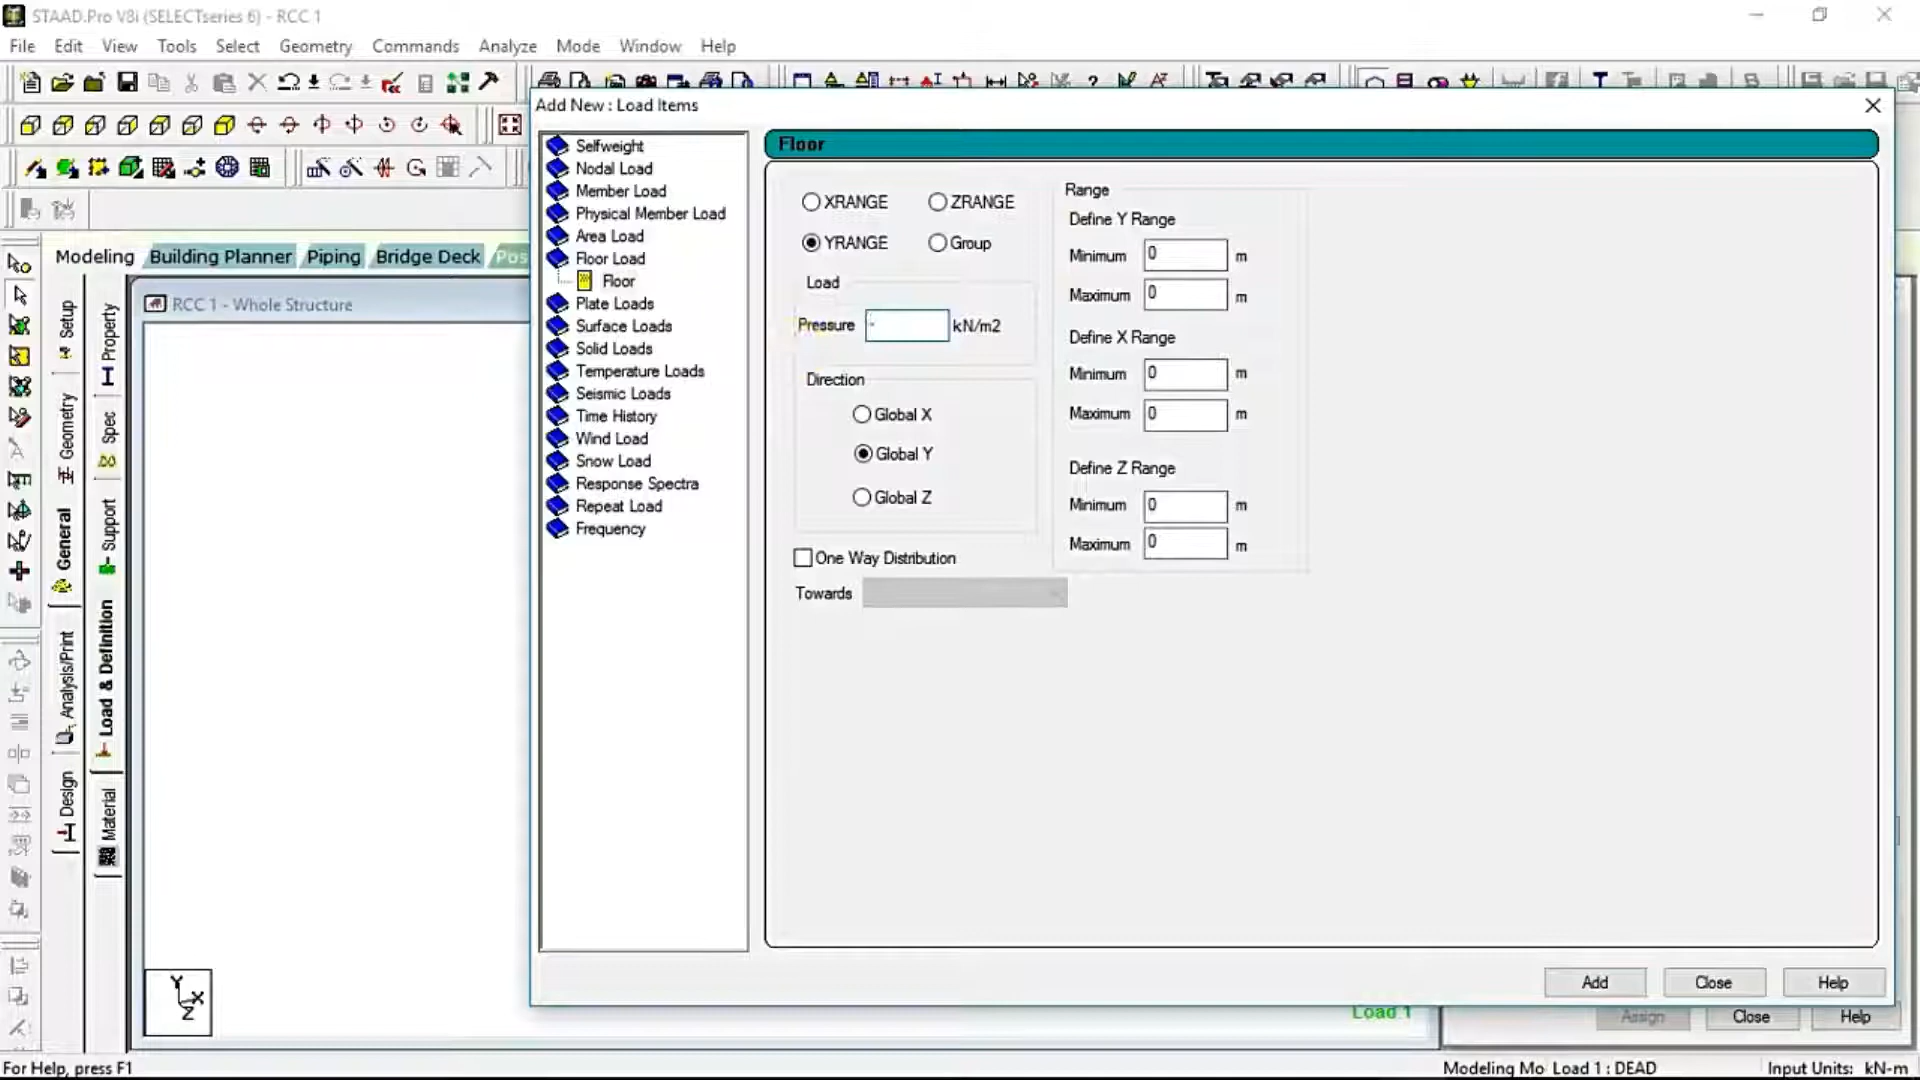 STAAD.Pro V8i (SELECTseries 6) - RCC 1
File Edit View Tools Select Geometry Commands Analyze Mode Window Help
Add New : Load Items
Selfweight
Nodal Load
Member Load
Physical Member Load
Area Load
Floor Load
Floor
Plate Loads
Surface Loads
Solid Loads
Temperature Loads
Seismic Loads
Time History
Wind Load
Snow Load
Response Spectra
Repeat Load
Frequency
Floor
XRANGE ZRANGE
YRANGE Group
Load
Pressure - kN/m2
Direction
Global X
Global Y
Global Z
One Way Distribution
Towards
Range
Define Y Range
Minimum 0 m
Maximum 0 m
Define X Range
Minimum 0 m
Maximum 0 m
Define Z Range
Minimum 0 m
Maximum 0 m
Add Close Help
Modeling Building Planner Piping Bridge Deck Pos
RCC 1 - Whole Structure
Setup
Geometry
General
Analysis/Print
Design
Property
Spec
Support
Load & Definition
Material
Y
X
Z
Load 1
Assign Close Help
For Help, press F1
Modeling Mo Load 1 : DEAD Input Units: kN-m